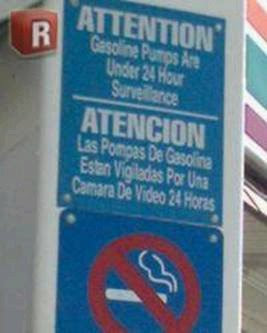 R
ATTENTION
Gasoline Pumps Are
Under 24 Hour
Surveillance
ATENCION
Las Pompas De Gasolina
Estan Vigiladas Por Una
Camara De Video 24 Horas